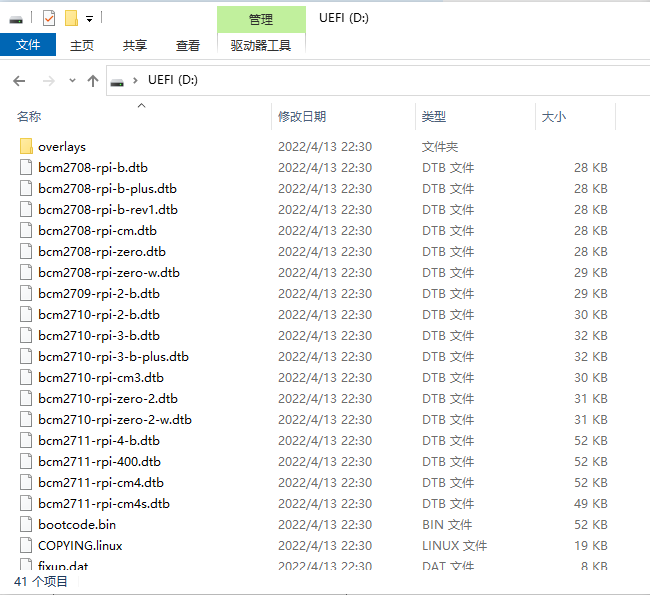 管理 UEFI (D:)
文件 主页 共享 查看 驱动器工具
UEFI (D:)
名称 修改日期 类型 大小
overlays 2022/4/13 22:30 文件夹
bcm2708-rpi-b.dtb 2022/4/13 22:30 DTB 文件 28 KB
bcm2708-rpi-b-plus.dtb 2022/4/13 22:30 DTB 文件 28 KB
bcm2708-rpi-b-rev1.dtb 2022/4/13 22:30 DTB 文件 28 KB
bcm2708-rpi-cm.dtb 2022/4/13 22:30 DTB 文件 28 KB
bcm2708-rpi-zero.dtb 2022/4/13 22:30 DTB 文件 28 KB
bcm2708-rpi-zero-w.dtb 2022/4/13 22:30 DTB 文件 29 KB
bcm2709-rpi-2-b.dtb 2022/4/13 22:30 DTB 文件 29 KB
bcm2710-rpi-2-b.dtb 2022/4/13 22:30 DTB 文件 30 KB
bcm2710-rpi-3-b.dtb 2022/4/13 22:30 DTB 文件 32 KB
bcm2710-rpi-3-b-plus.dtb 2022/4/13 22:30 DTB 文件 32 KB
bcm2710-rpi-cm3.dtb 2022/4/13 22:30 DTB 文件 30 KB
bcm2710-rpi-zero-2.dtb 2022/4/13 22:30 DTB 文件 31 KB
bcm2710-rpi-zero-2-w.dtb 2022/4/13 22:30 DTB 文件 31 KB
bcm2711-rpi-4-b.dtb 2022/4/13 22:30 DTB 文件 52 KB
bcm2711-rpi-400.dtb 2022/4/13 22:30 DTB 文件 52 KB
bcm2711-rpi-cm4.dtb 2022/4/13 22:30 DTB 文件 52 KB
bcm2711-rpi-cm4s.dtb 2022/4/13 22:30 DTB 文件 49 KB
bootcode.bin 2022/4/13 22:30 BIN 文件 52 KB
COPYING.linux 2022/4/13 22:30 LINUX 文件 19 KB
fixup.dat 2022/4/13 22:30 DAT 文件 8 KB
41 个项目